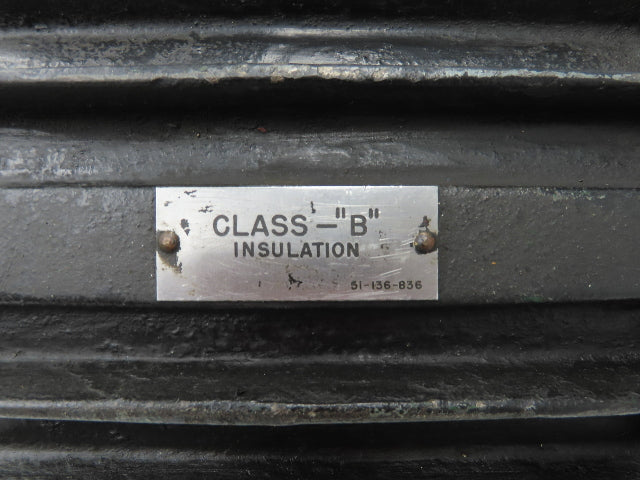 CLASS-"B"
INSULATION
51-136-836